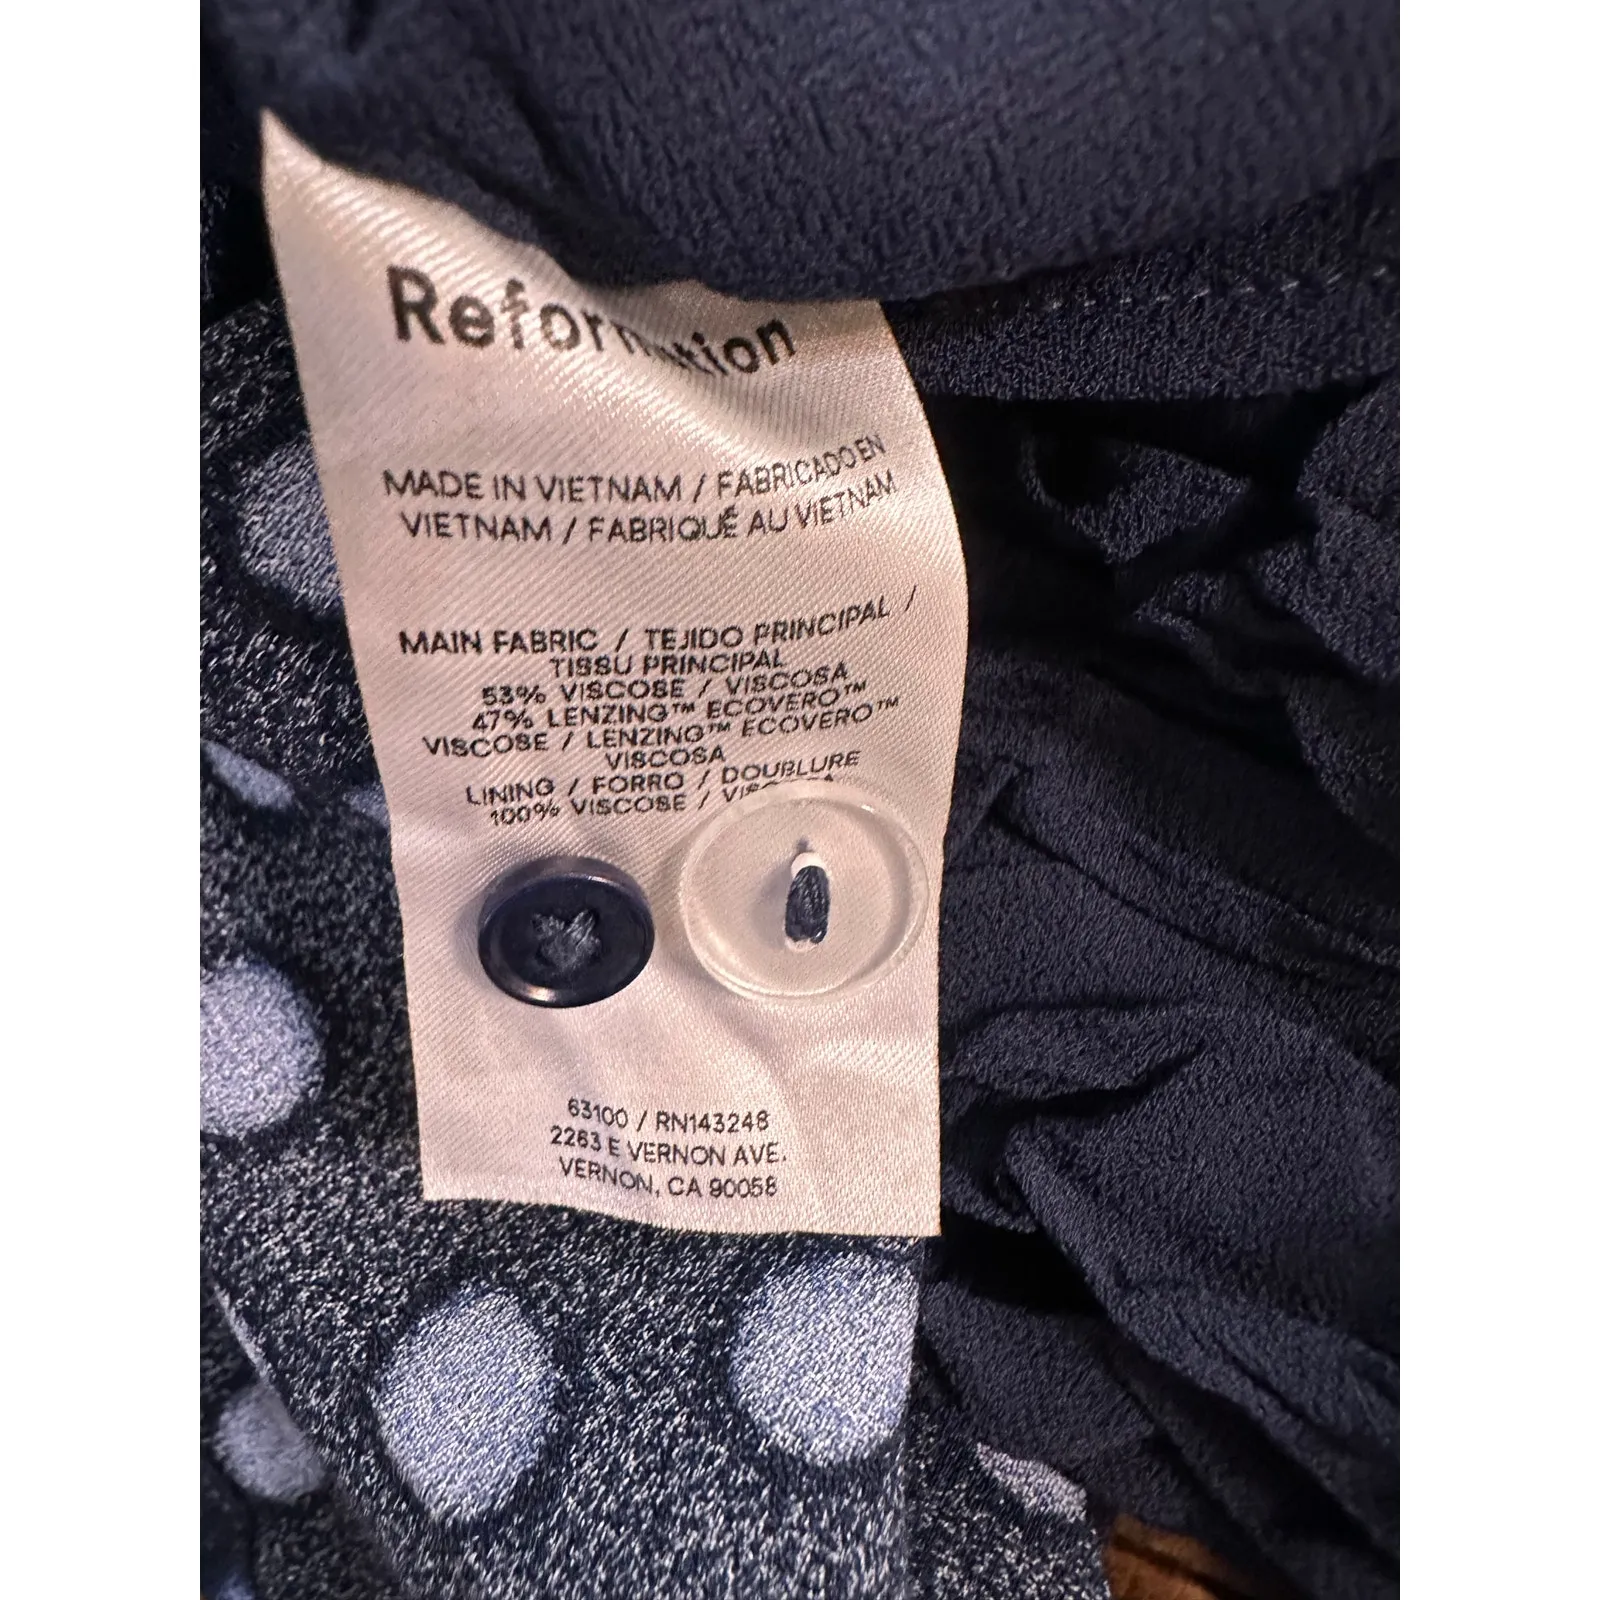 Reformation
MADE IN VIETNAM / FABRICADO EN
VIETNAM / FABRIQUÉ AU VIETNAM
MAIN FABRIC / TEJIDO PRINCIPAL /
TISSU PRINCIPAL
53% VISCOSE / VISCOSA
47% LENZING™ ECOVERO™
VISCOSE / LENZING™ ECOVERO™
VISCOSA
LINING / FORRO / DOUBLURE
100% VISCOSE / VISCOSA
63100 / RN143248
2263 E VERNON AVE.
VERNON, CA 90058